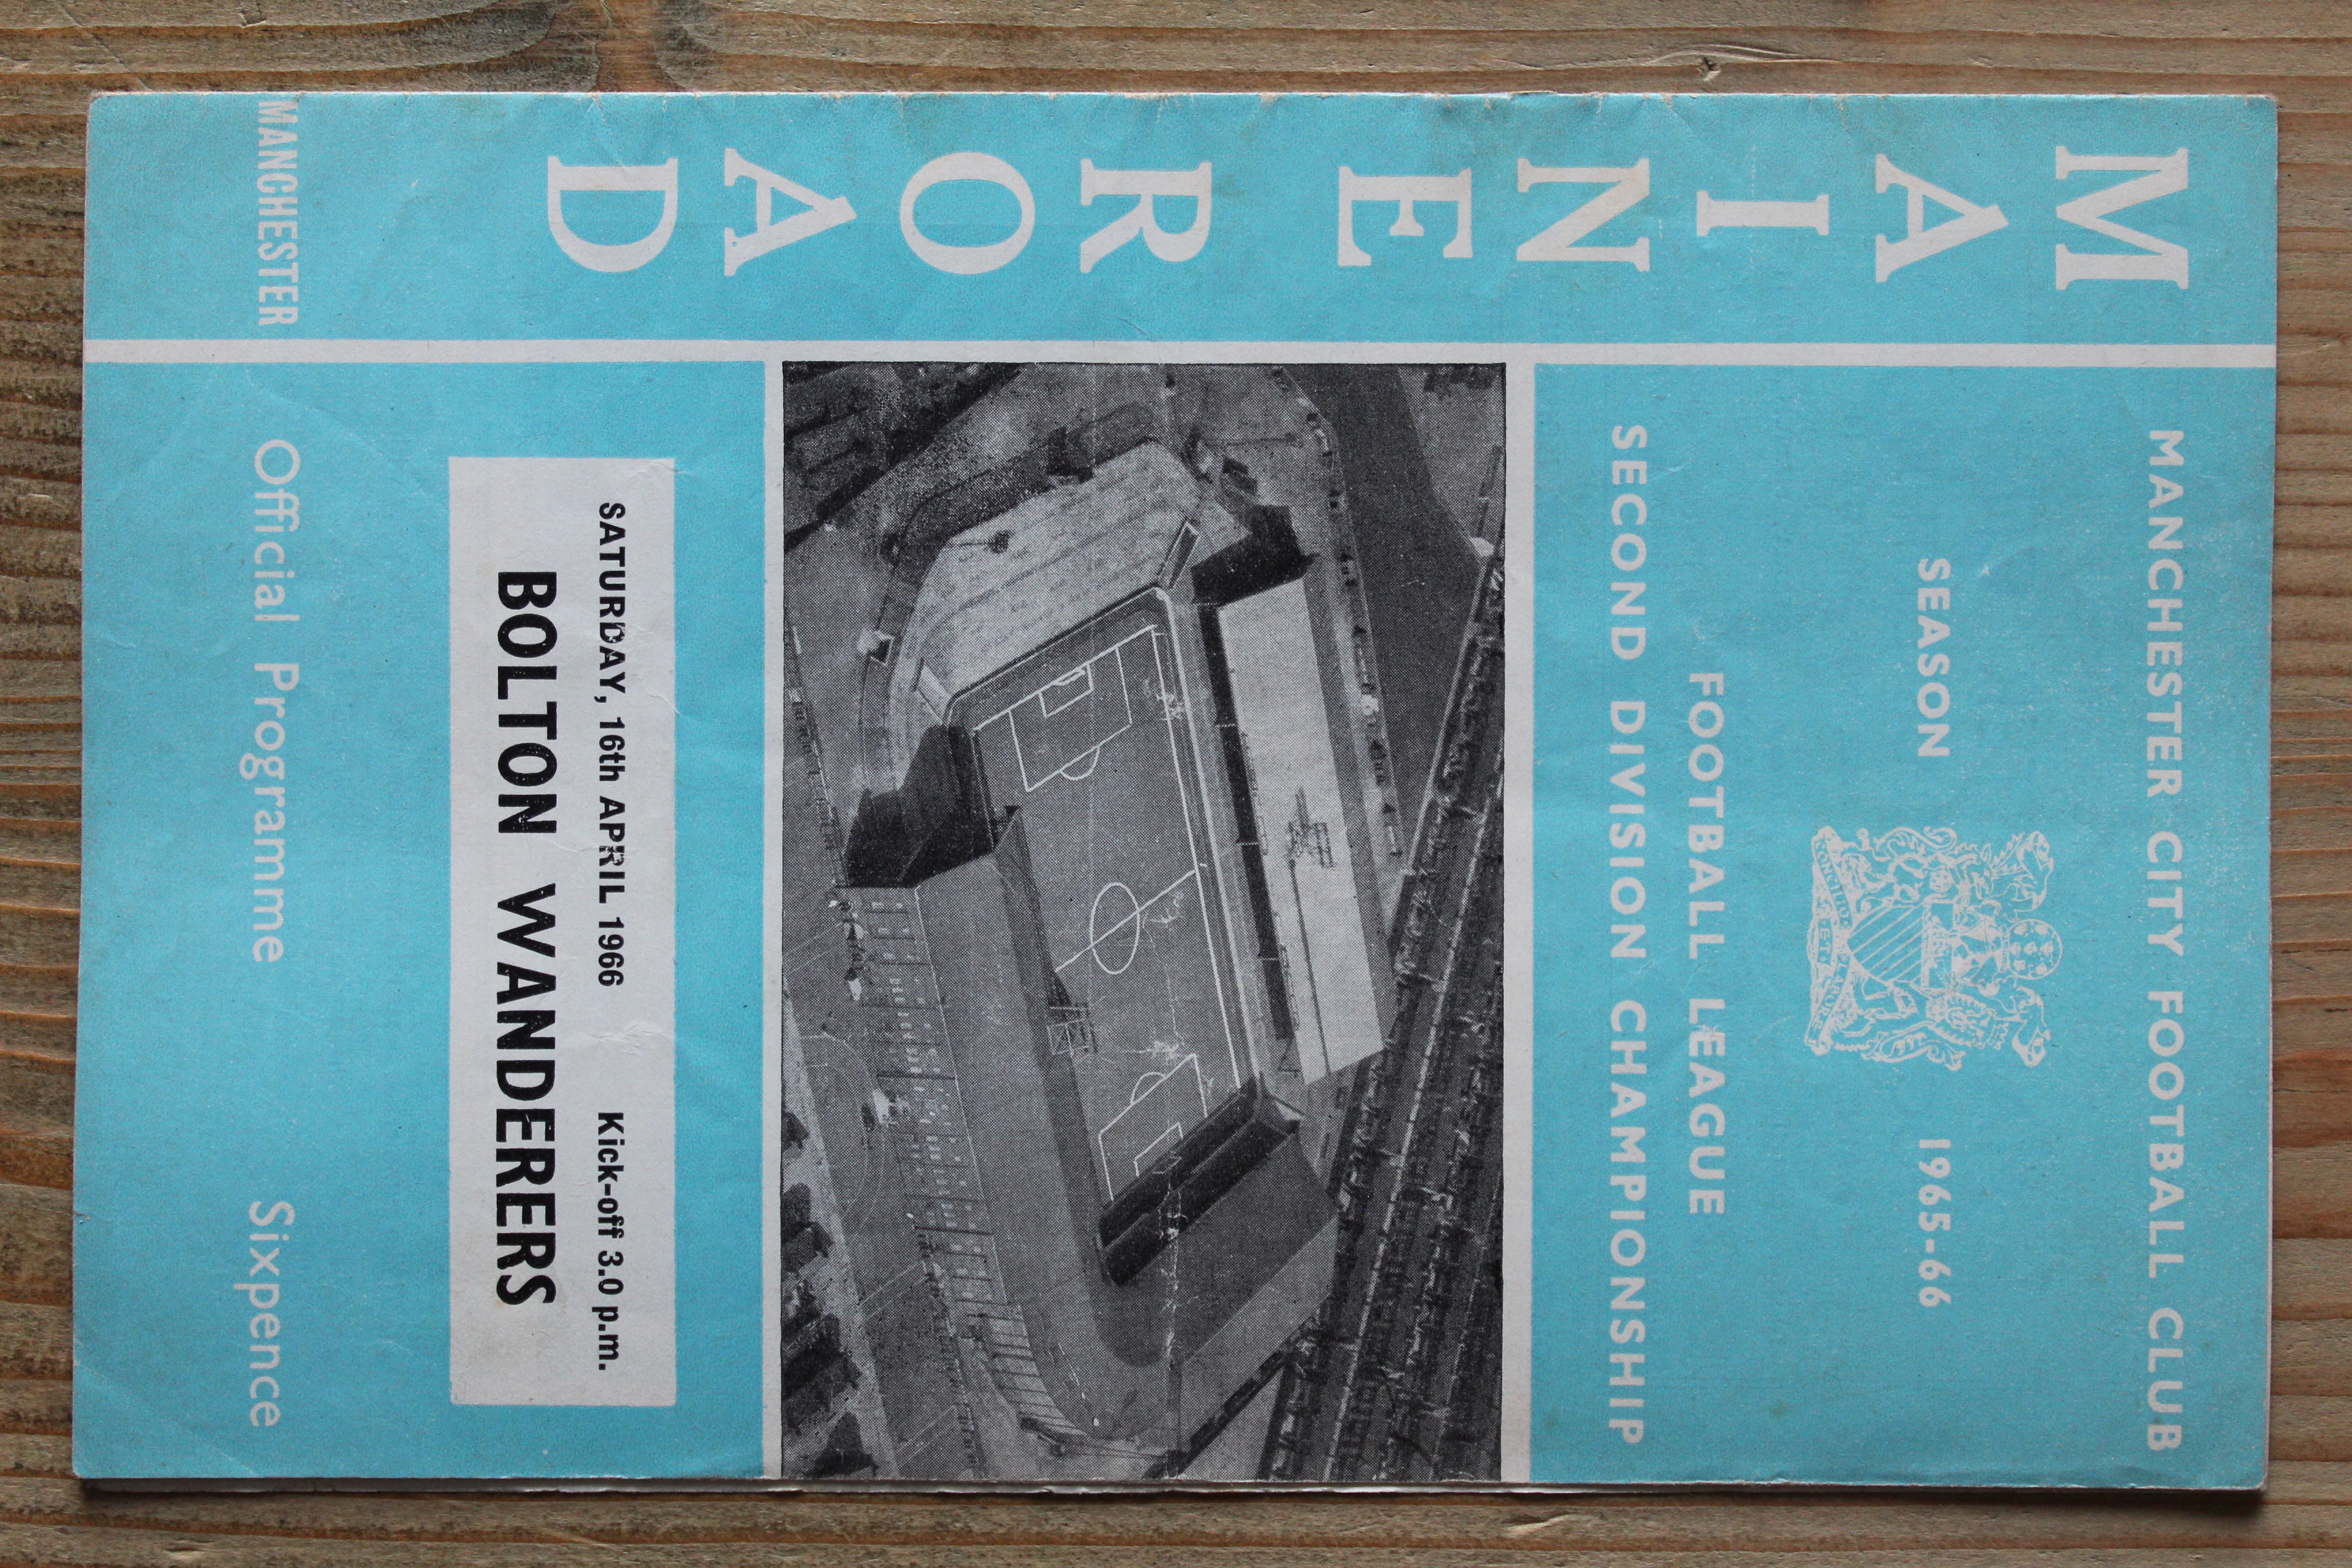 MAINE ROAD
MANCHESTER
MANCHESTER CITY FOOTBALL CLUB
SEASON 1965-66
FOOTBALL LEAGUE
SECOND DIVISION CHAMPIONSHIP
SATURDAY, 16th APRIL 1966 Kick-off 3.0 p.m.
BOLTON WANDERERS
Official Programme Sixpence